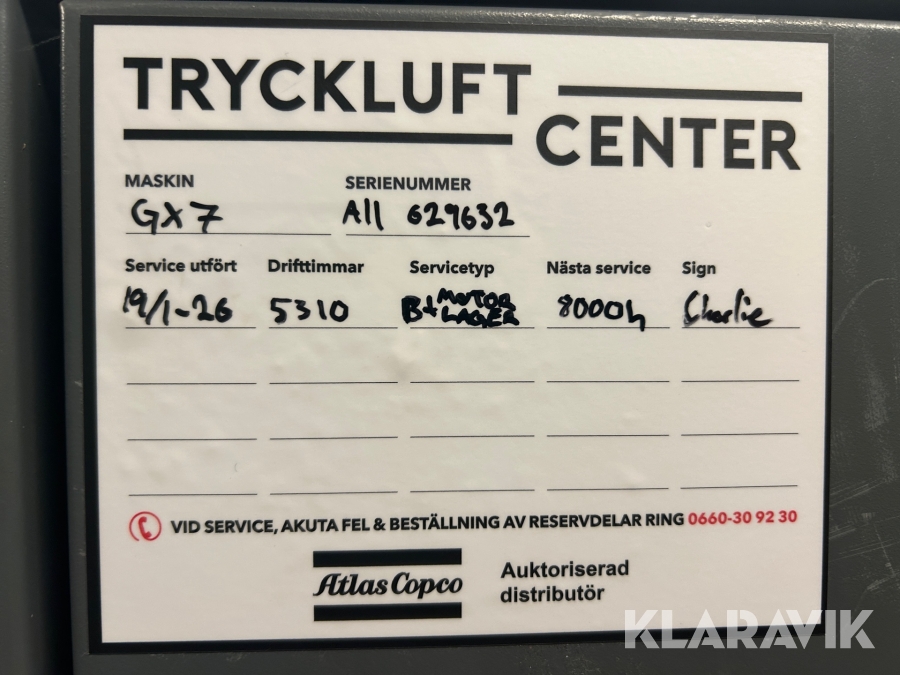 TRYCKLUFT
CENTER
MASKIN SERIENUMMER
GX7 AII 629632
Service utfört Drifttimmar Servicetyp Nästa service Sign
19/1-26 5310 B+ MOTOR LAGER 8000h Charlie
VID SERVICE, AKUTA FEL & BESTÄLLNING AV RESERVDELAR RING 0660-30 92 30
Atlas Copco
Auktoriserad
distributör
KLARAVIK